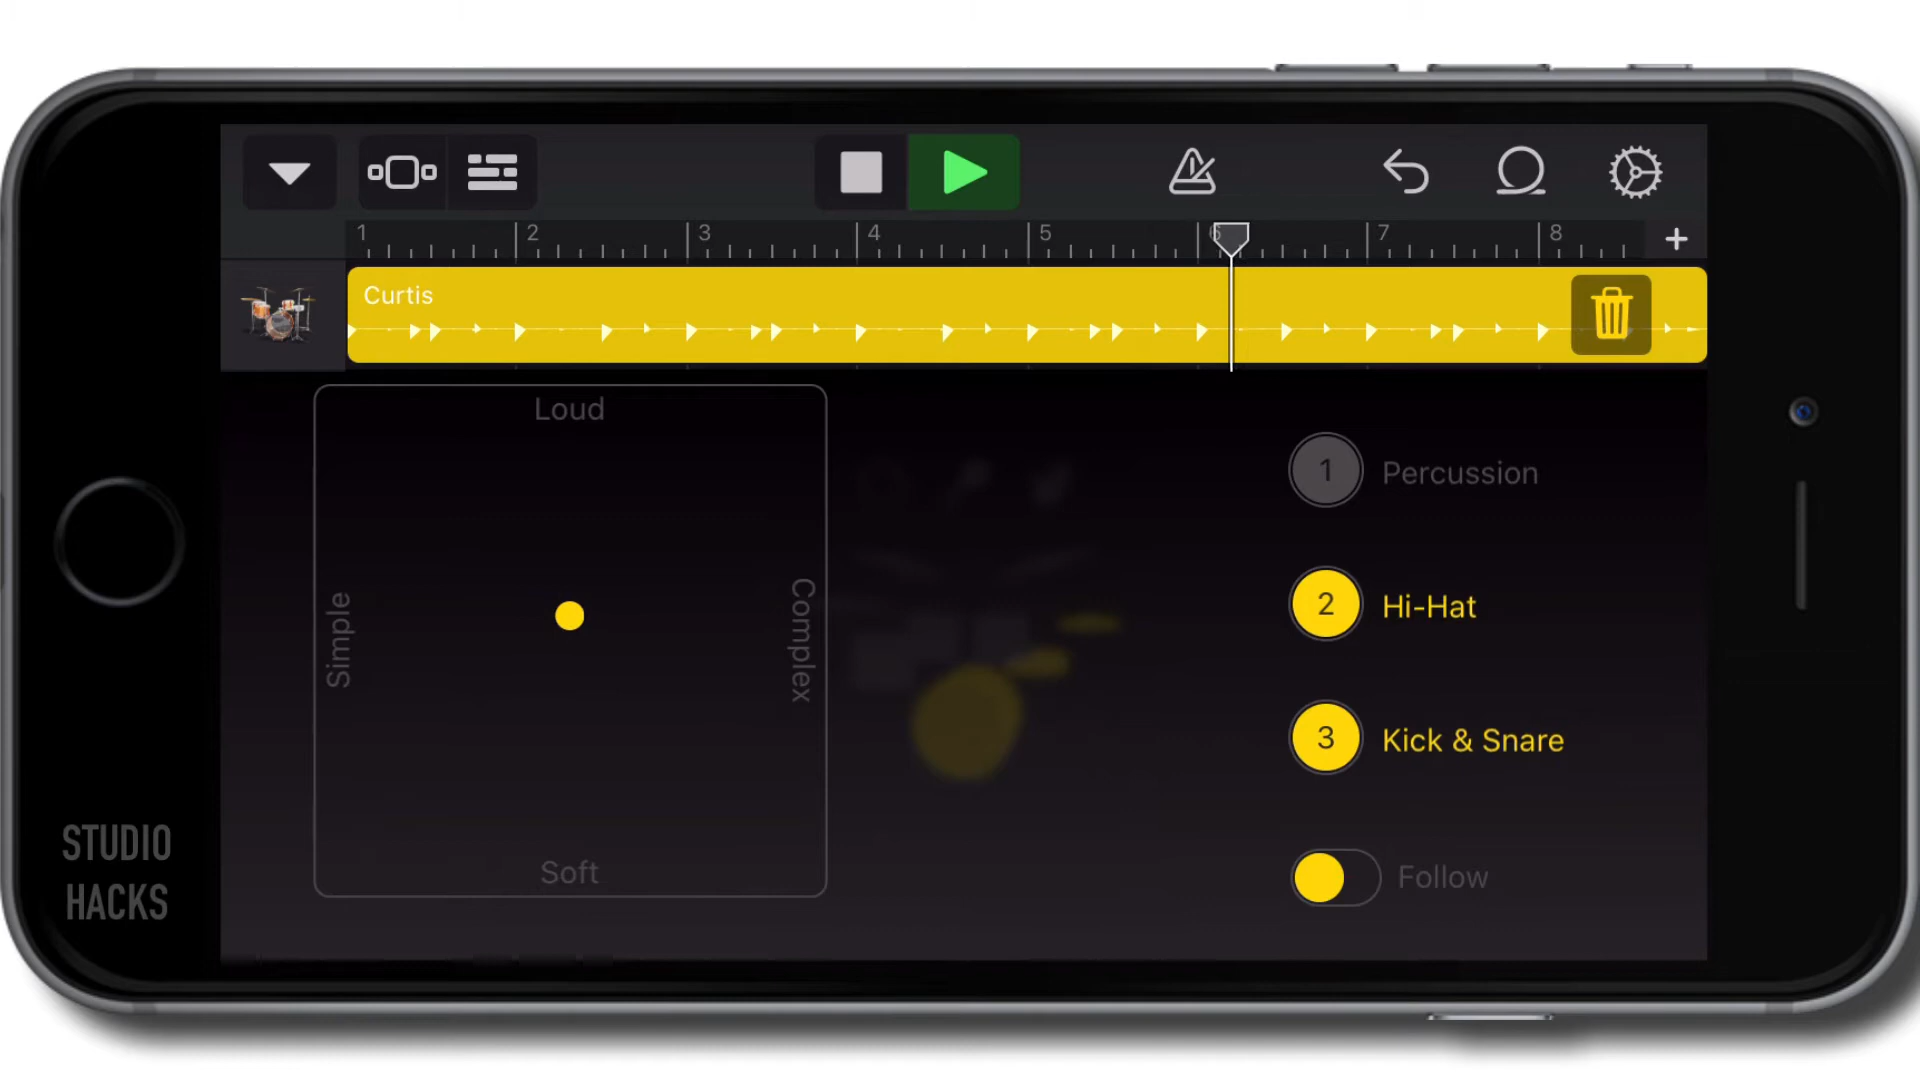 1 2 3 4 5 6 7 8 +
Curtis
Loud
Simple
Complex
Soft
1 Percussion
2 Hi-Hat
3 Kick & Snare
Follow
STUDIO
HACKS